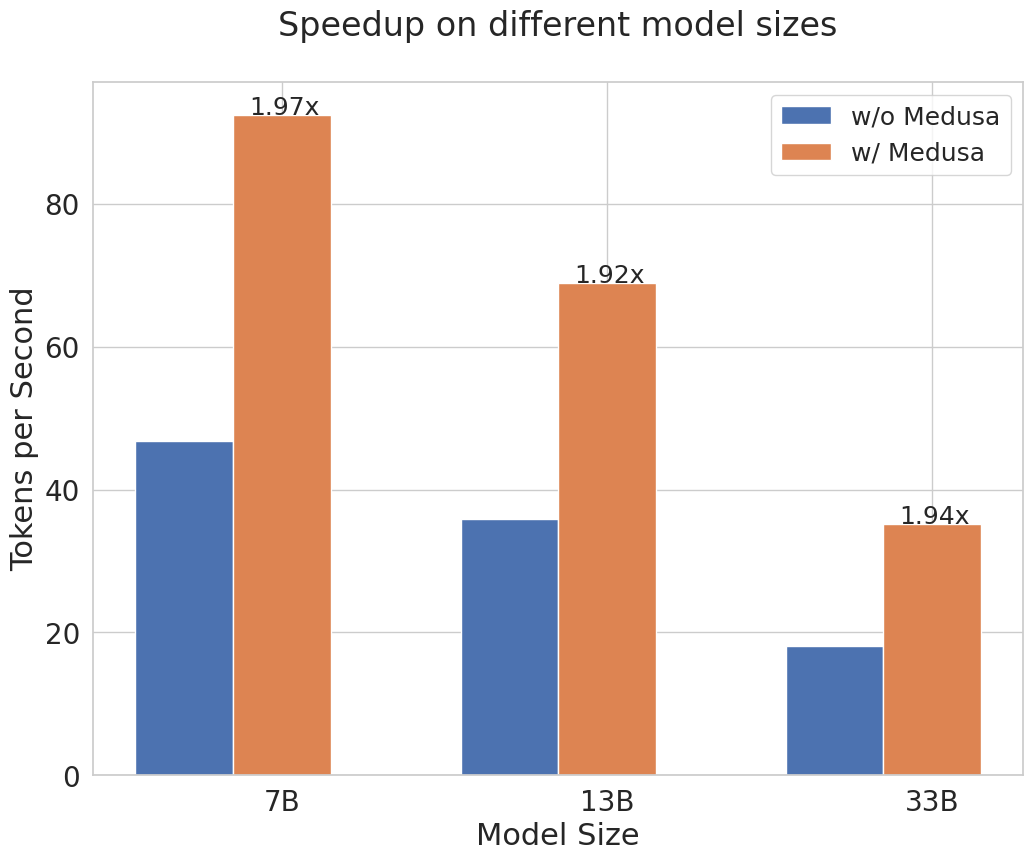 Speedup on different model sizes
1.97x
w/o Medusa
w/ Medusa
80
1.92x
60
Tokens per Second
40
1.94x
20
0
7B
13B
33B
Model Size